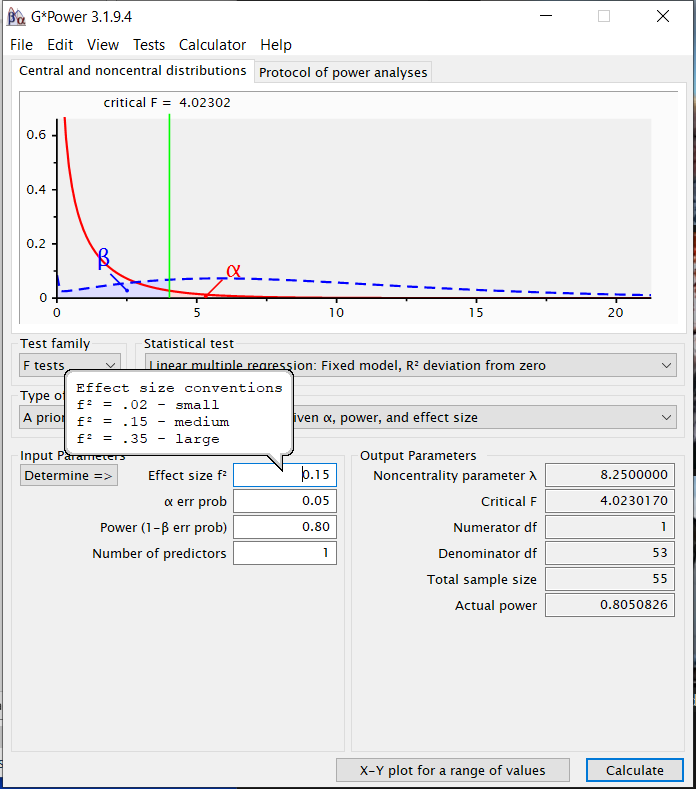 G*Power 3.1.9.4
File Edit View Tests Calculator Help
Central and noncentral distributions Protocol of power analyses
critical F = 4.02302
0.6
0.4
0.2
0
β
α
0 5 10 15 20
Test family Statistical test
F tests Linear multiple regression: Fixed model, R² deviation from zero
Type of
A prior iven α, power, and effect size
Effect size conventions
f² = .02 - small
f² = .15 - medium
f² = .35 - large
Input Parameters Output Parameters
Determine => Effect size f² 0.15 Noncentrality parameter λ 8.2500000
α err prob 0.05 Critical F 4.0230170
Power (1-β err prob) 0.80 Numerator df 1
Number of predictors 1 Denominator df 53
Total sample size 55
Actual power 0.8050826
X-Y plot for a range of values Calculate